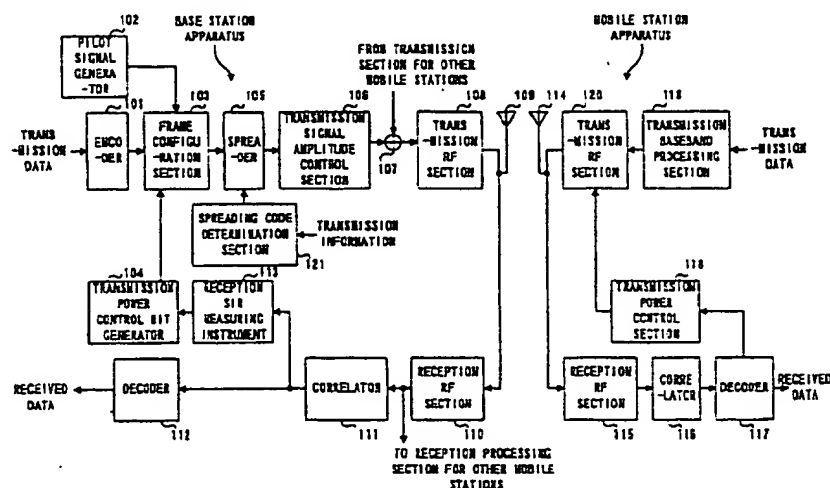 102
BASE STATION
APPARATUS
MOBILE STATION
APPARATUS
PILOT
SIGNAL
GENERA
-TOR
FROM TRANSMISSION
SECTION FOR OTHER
MOBILE STATIONS
101
103
105
106
108
109
114
120
TRANS
-MISSION
DATA
ENCO
-DER
FRAME
CONFIGU
-RATION
SECTION
SPREA
-DER
TRANSMISSION
SIGNAL
AMPLITUDE
CONTROL
SECTION
107
TRANS
-MISSION
RF
SECTION
TRANS
-MISSION
RF
SECTION
TRANSMISSION
BASEBAND
PROCESSING
SECTION
TRANS
-MISSION
DATA
SPREADING CODE
DETERMINATION
SECTION
TRANSMISSION
INFORMATION
121
104
113
118
TRANSMISSION
POWER
CONTROL BIT
GENERATOR
RECEPTION
SIR
MEASURING
INSTRUMENT
TRANSMISSION
POWER
CONTROL
SECTION
RECEIVED
DATA
DECODER
CORRELATOR
RECEPTION
RF
SECTION
RECEPTION
RF
SECTION
CORRE
-LATOR
DECODER
RECEIVED
DATA
112
111
110
115
116
117
TO RECEPTION PROCESSING
SECTION FOR OTHER MOBILE
STATIONS